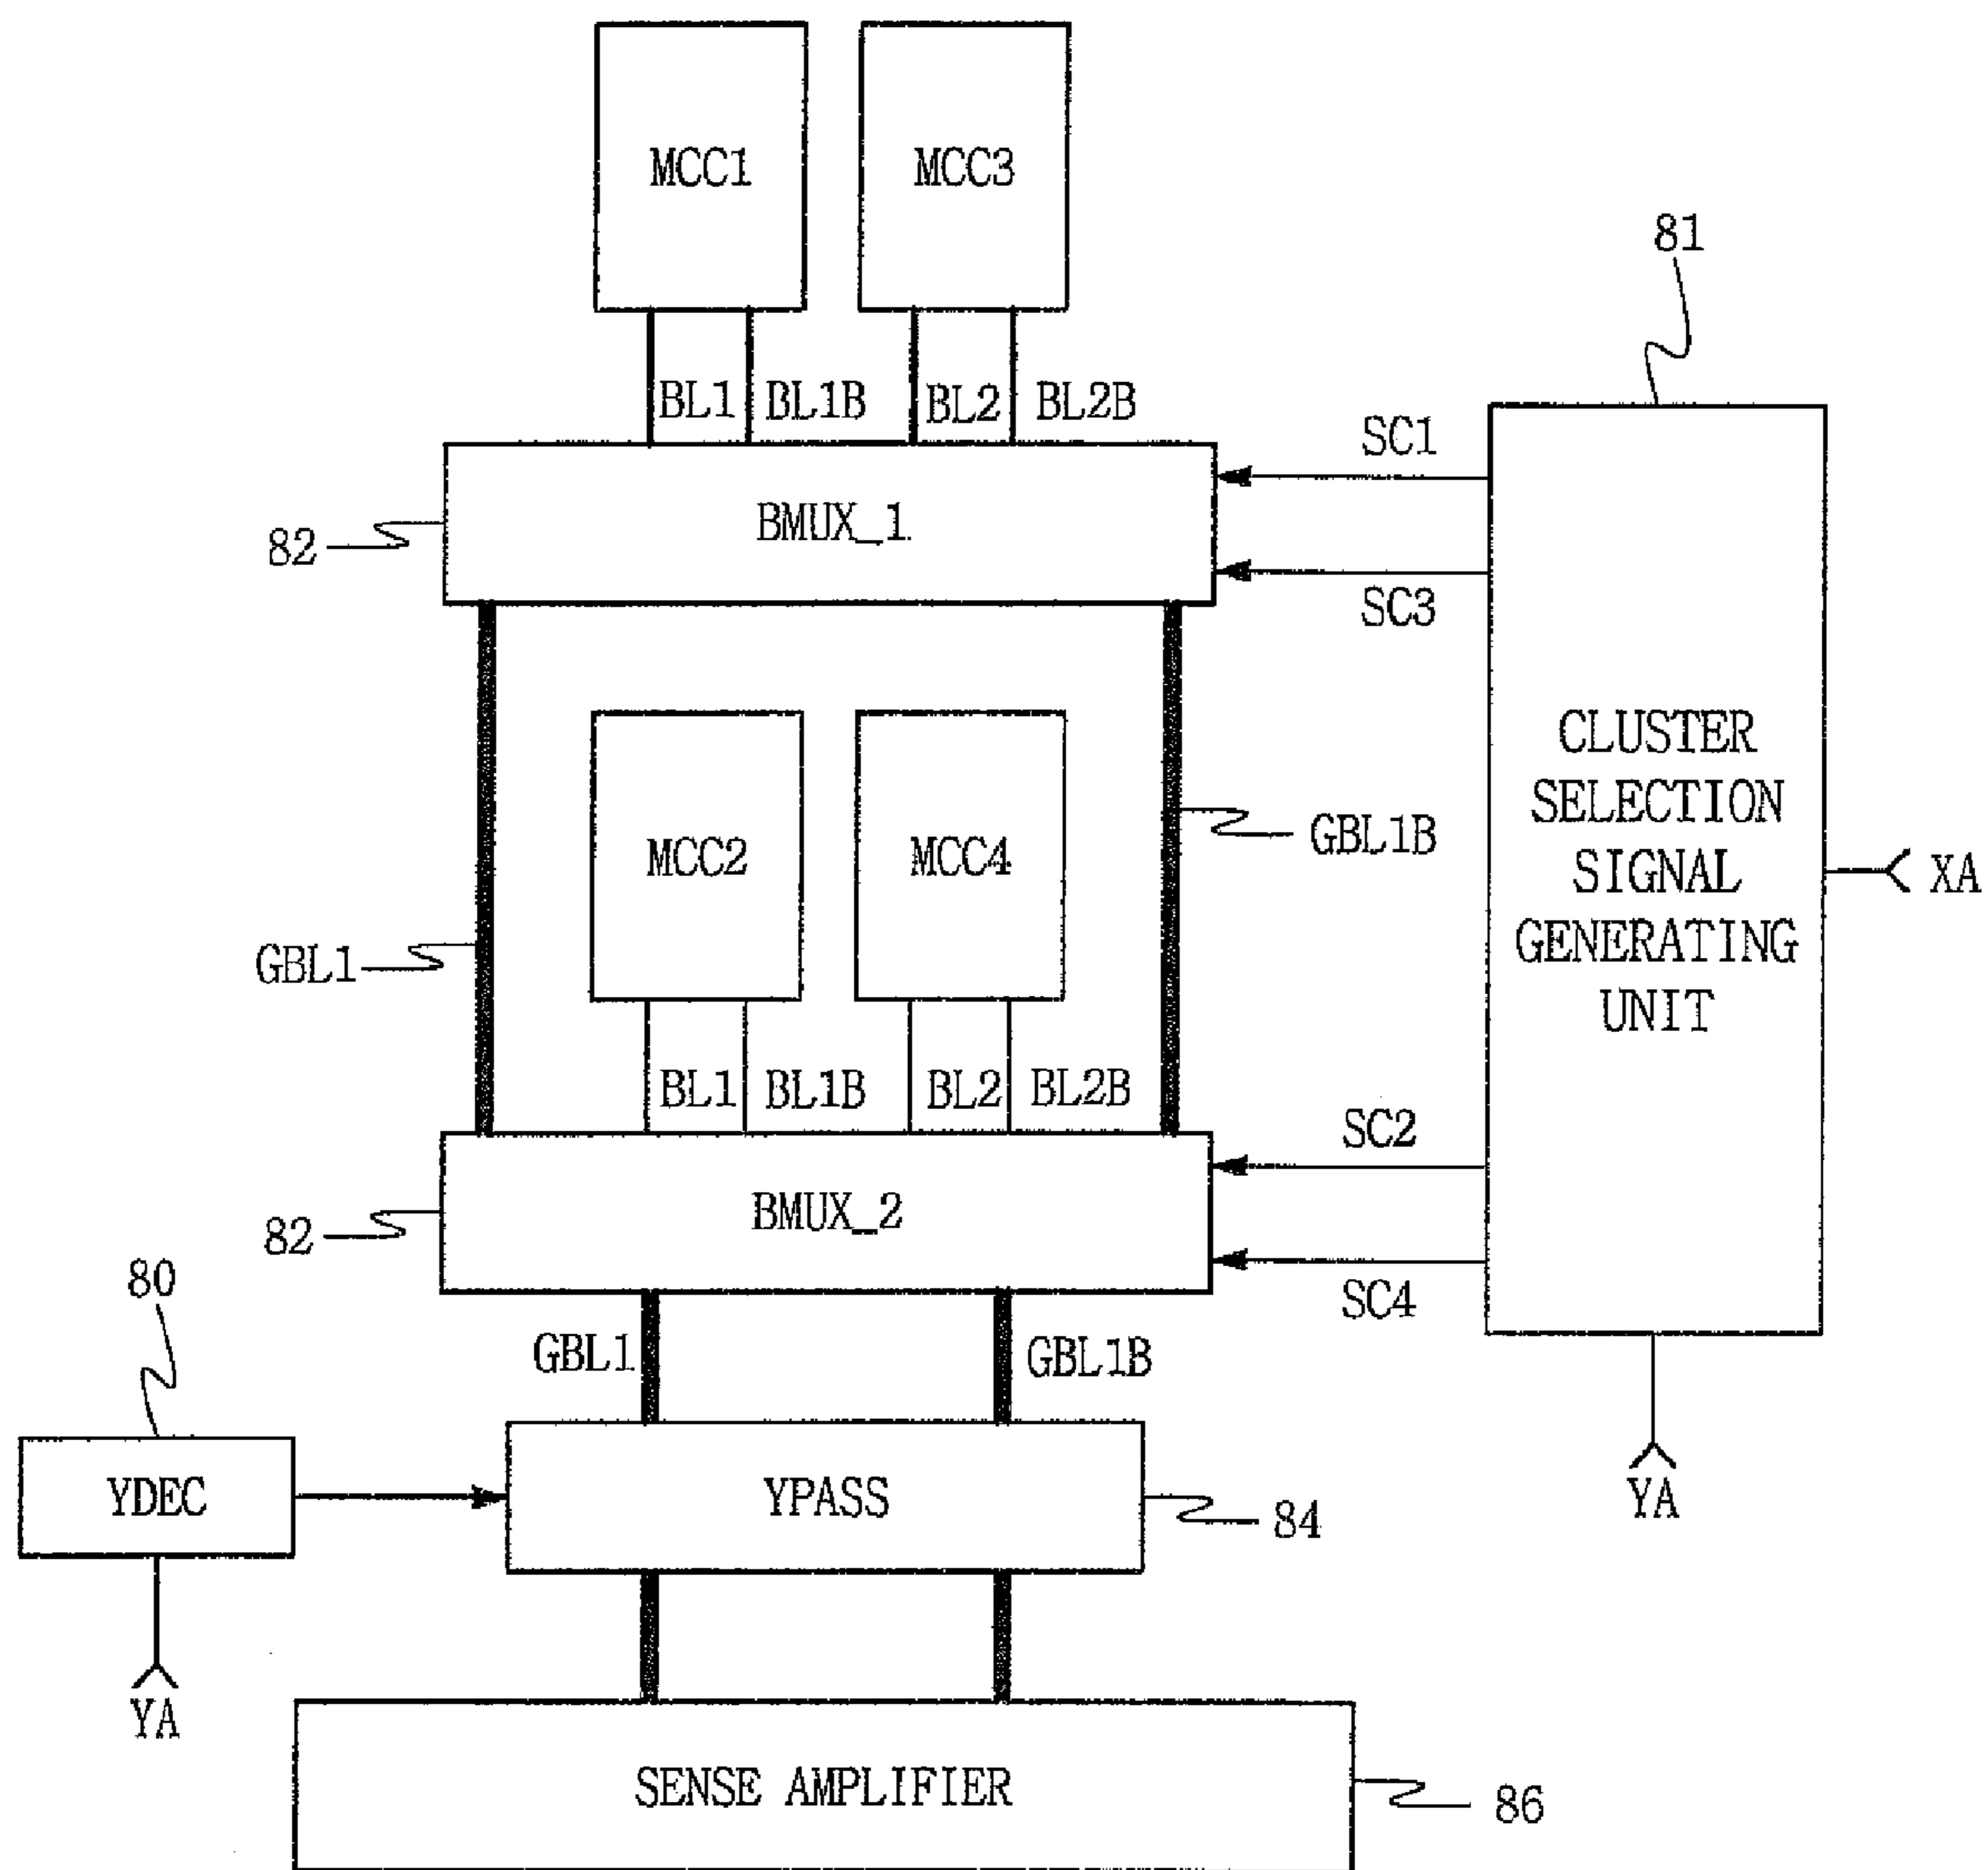 MCC1
MCC3
81
BL1
BL1B
BL2
BL2B
SC1
BMUX_1
82
SC3
CLUSTER
SELECTION
SIGNAL
GENERATING
UNIT
MCC2
MCC4
GBL1B
XA
GBL1
BL1
BL1B
BL2
BL2B
SC2
BMUX_2
82
SC4
80
GBL1
GBL1B
YDEC
YPASS
84
YA
YA
SENSE AMPLIFIER
86